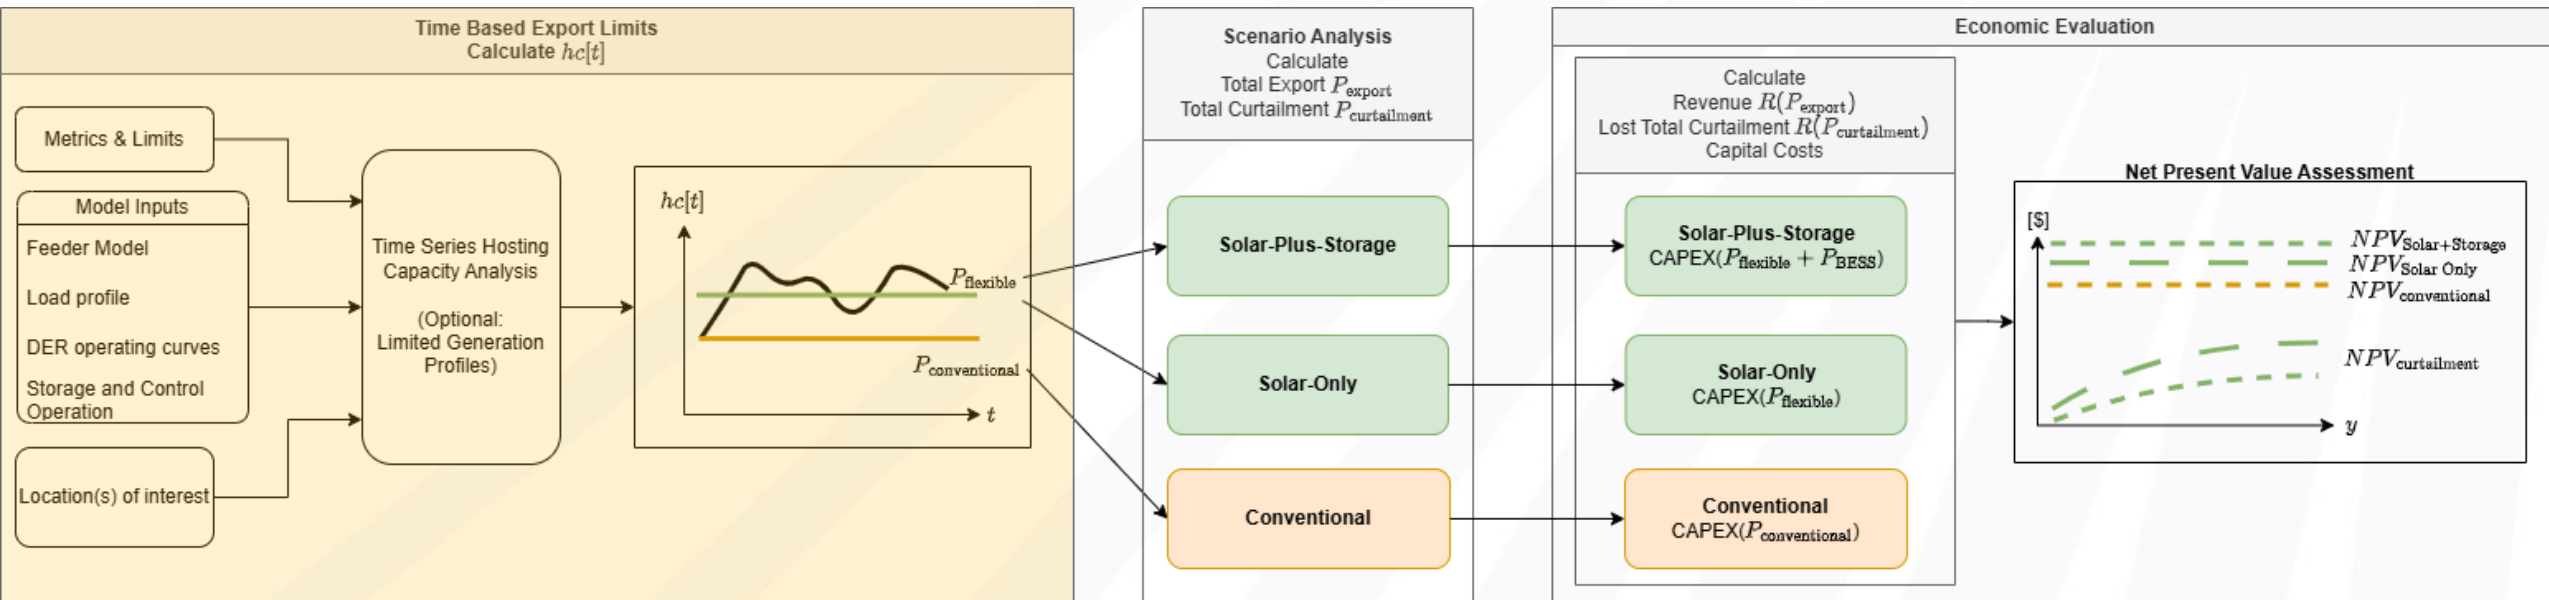 Time Based Export Limits
Calculate hc[t]
Metrics & Limits
Model Inputs
Feeder Model
Load profile
DER operating curves
Storage and Control
Operation
Location(s) of interest
Time Series Hosting
Capacity Analysis
(Optional:
Limited Generation
Profiles)
hc[t]
P_flexible
P_conventional
t
Scenario Analysis
Calculate
Total Export P_export
Total Curtailment P_curtailment
Solar-Plus-Storage
Solar-Only
Conventional
Economic Evaluation
Calculate
Revenue R(P_export)
Lost Total Curtailment R(P_curtailment)
Capital Costs
Solar-Plus-Storage
CAPEX(P_flexible + P_BESS)
Solar-Only
CAPEX(P_flexible)
Conventional
CAPEX(P_conventional)
Net Present Value Assessment
[$]
NPV_Solar+Storage
NPV_Solar Only
NPV_conventional
NPV_curtailment
y